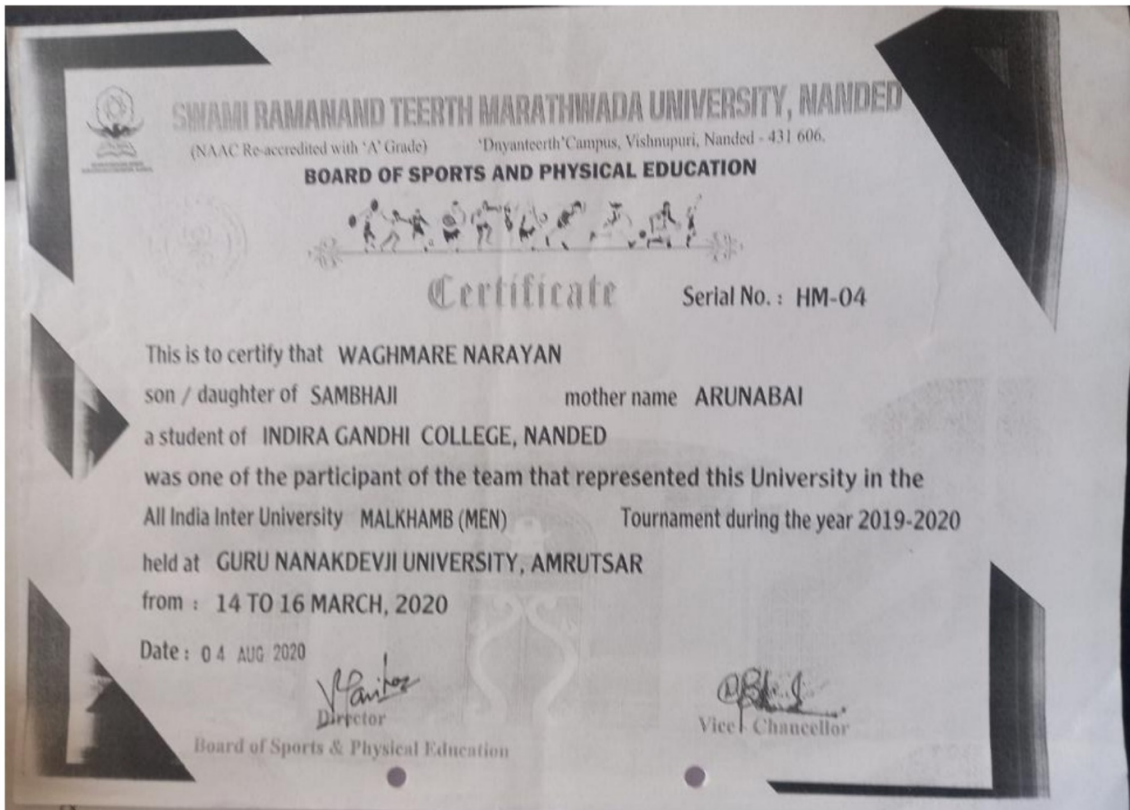 SWAMI RAMANAND TEERTH MARATHWADA UNIVERSITY, NANDED
(NAAC Re-accredited with 'A' Grade) 'Dnyanteerth'Campus, Vishnupuri, Nanded - 431 606.
BOARD OF SPORTS AND PHYSICAL EDUCATION
Certificate Serial No. : HM-04
This is to certify that WAGHMARE NARAYAN
son / daughter of SAMBHAJI mother name ARUNABAI
a student of INDIRA GANDHI COLLEGE, NANDED
was one of the participant of the team that represented this University in the
All India Inter University MALKHAMB (MEN) Tournament during the year 2019-2020
held at GURU NANAKDEVJI UNIVERSITY, AMRUTSAR
from : 14 TO 16 MARCH, 2020
Date : 04 AUG 2020
Director Vice - Chancellor
Board of Sports & Physical Education